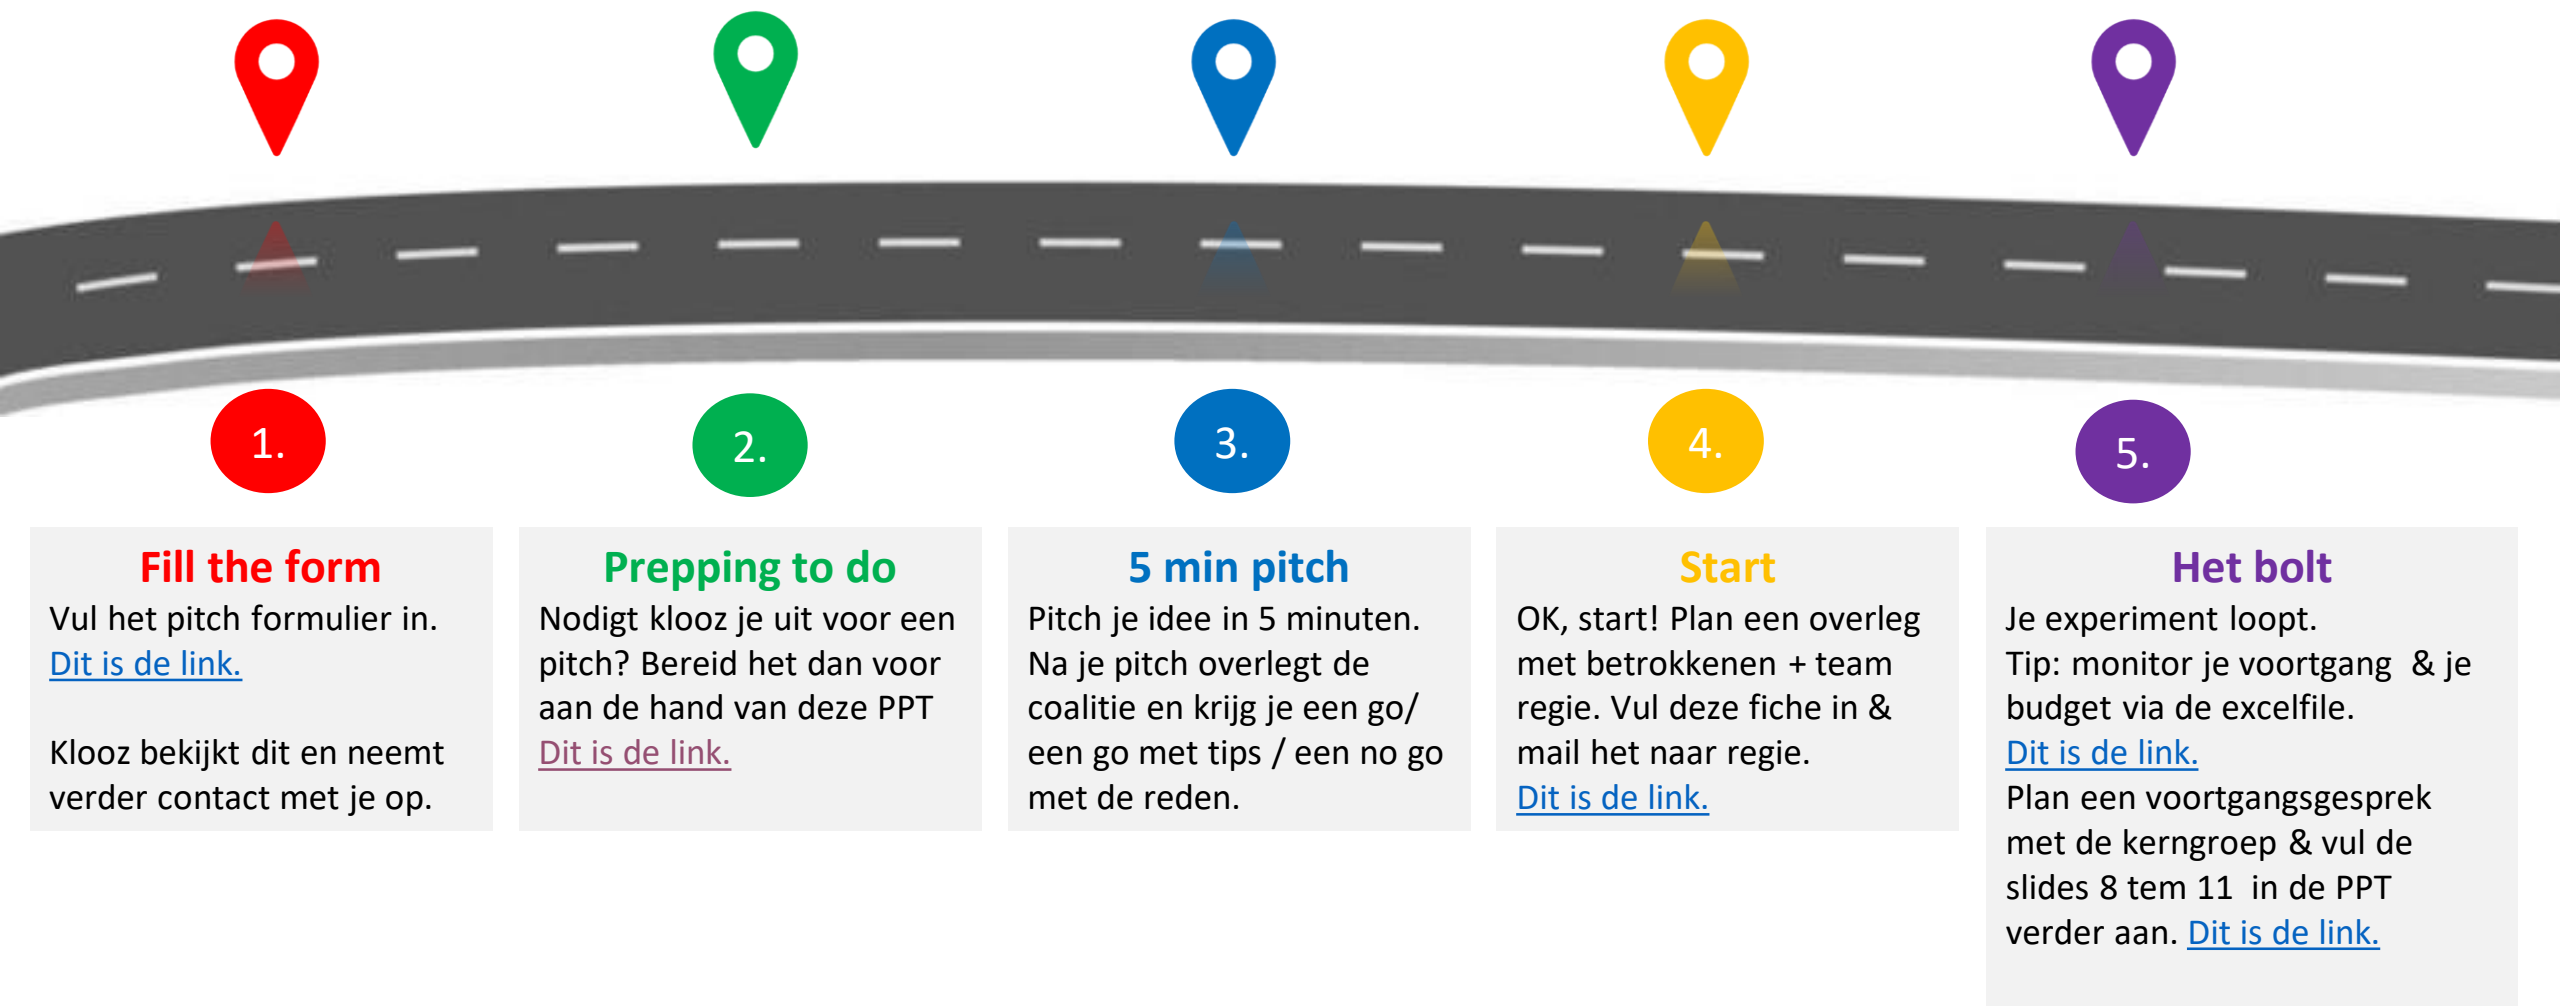 1.
Fill the form
Vul het pitch formulier in.
Dit is de link.
Klooz bekijkt dit en neemt
verder contact met je op.
2.
Prepping to do
Nodigt klooz je uit voor een
pitch? Bereid het dan voor
aan de hand van deze PPT
Dit is de link.
3.
5 min pitch
Pitch je idee in 5 minuten.
Na je pitch overlegt de
coalitie en krijg je een go/
een go met tips / een no go
met de reden.
4.
Start
OK, start! Plan een overleg
met betrokkenen + team
regie. Vul deze fiche in &
mail het naar regie.
Dit is de link.
5.
Het bolt
Je experiment loopt.
Tip: monitor je voortgang & je
budget via de excelfile.
Dit is de link.
Plan een voortgangsgesprek
met de kerngroep & vul de
slides 8 tem 11 in de PPT
verder aan. Dit is de link.